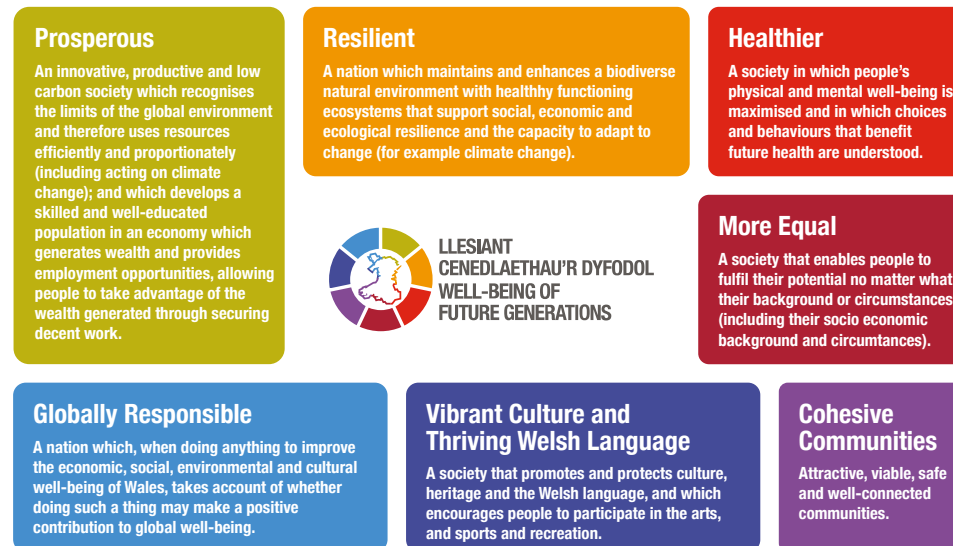 Prosperous
An innovative, productive and low
carbon society which recognises
the limits of the global environment
and therefore uses resources
efficiently and proportionately
(including acting on climate
change); and which develops a
skilled and well-educated
population in an economy which
generates wealth and provides
employment opportunities, allowing
people to take advantage of the
wealth generated through securing
decent work.
Resilient
A nation which maintains and enhances a biodiverse
natural environment with healthhy functioning
ecosystems that support social, economic and
ecological resilience and the capacity to adapt to
change (for example climate change).
Healthier
A society in which people's
physical and mental well-being is
maximised and in which choices
and behaviours that benefit
future health are understood.
LLESIANT
CENEDLAETHAU'R DYFODOL
WELL-BEING OF
FUTURE GENERATIONS
More Equal
A society that enables people to
fulfil their potential no matter what
their background or circumstances
(including their socio economic
background and circumtances).
Globally Responsible
A nation which, when doing anything to improve
the economic, social, environmental and cultural
well-being of Wales, takes account of whether
doing such a thing may make a positive
contribution to global well-being.
Vibrant Culture and
Thriving Welsh Language
A society that promotes and protects culture,
heritage and the Welsh language, and which
encourages people to participate in the arts,
and sports and recreation.
Cohesive
Communities
Attractive, viable, safe
and well-connected
communities.